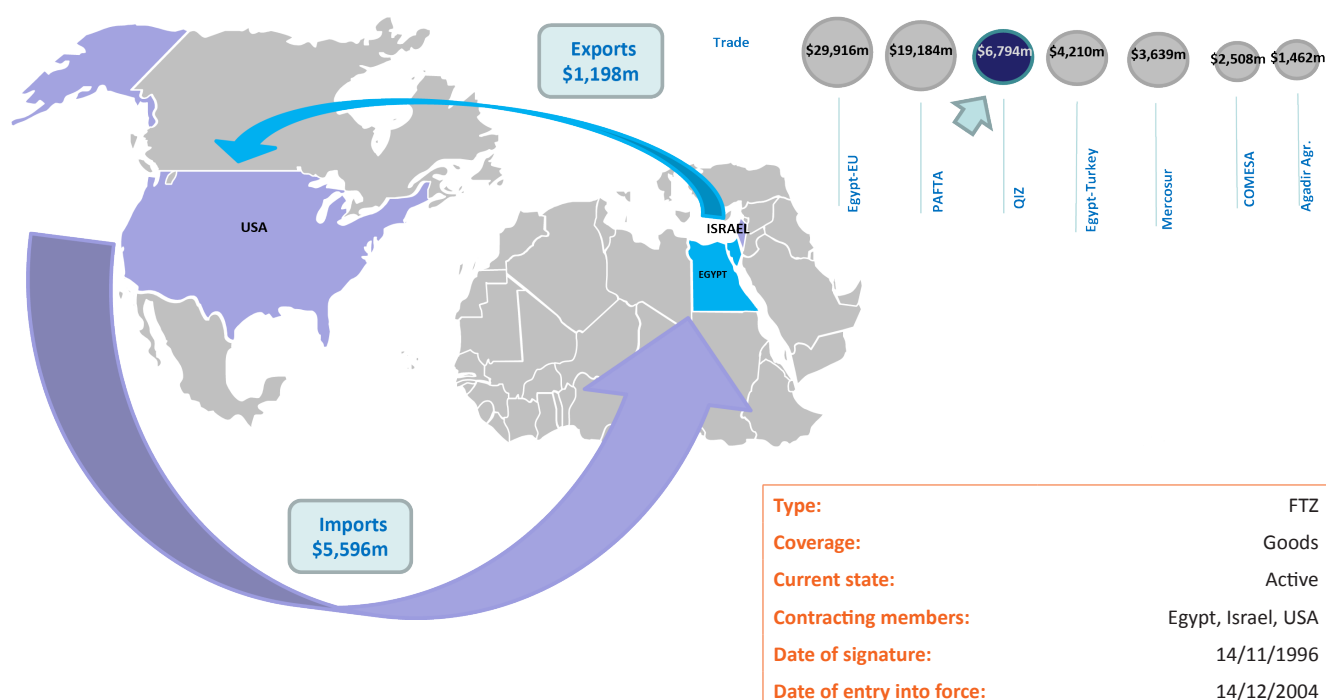 Exports
$1,198m
Trade
$29,916m
$19,184m
$6,794m
$4,210m
$3,639m
$2,508m
$1,462m
Egypt-EU
PAFTA
QIZ
Egypt-Turkey
Mercosur
COMESA
Agadir Agr.
USA
ISRAEL
EGYPT
Imports
$5,596m
Type: FTZ
Coverage: Goods
Current state: Active
Contracting members: Egypt, Israel, USA
Date of signature: 14/11/1996
Date of entry into force: 14/12/2004